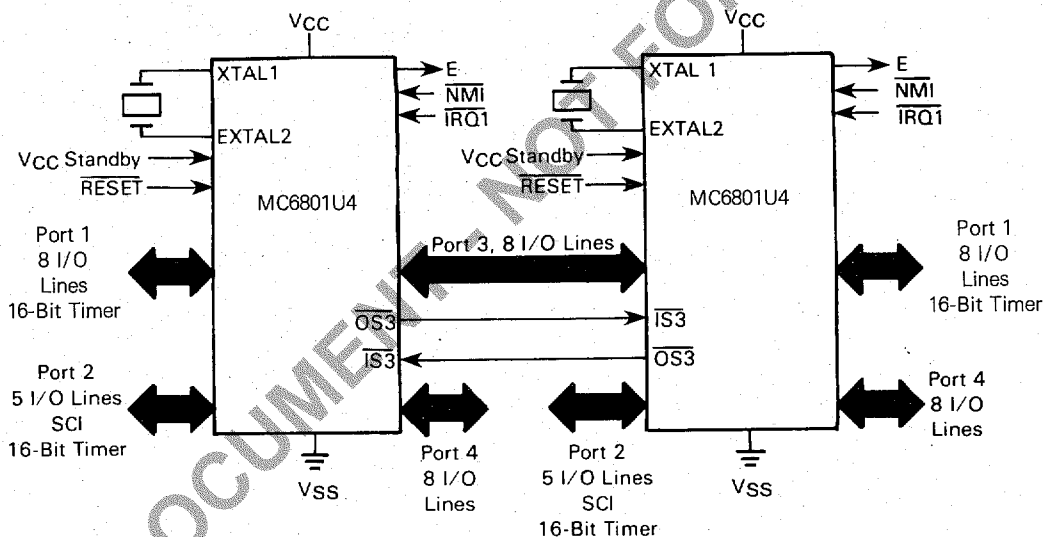 VCC
XTAL1
EXTAL2
VCC Standby
RESET
MC6801U4
E
NMI
IRQ1
Port 1
8 I/O
Lines
16-Bit Timer
Port 2
5 I/O Lines
SCI
16-Bit Timer
Port 3, 8 I/O Lines
OS3
IS3
Port 4
8 I/O
Lines
VSS
VCC
XTAL 1
EXTAL2
VCC Standby
RESET
MC6801U4
E
NMI
IRQ1
IS3
OS3
Port 1
8 I/O
Lines
16-Bit Timer
Port 2
5 I/O Lines
SCI
16-Bit Timer
Port 4
8 I/O
Lines
VSS
OCUMENT - NOT FO